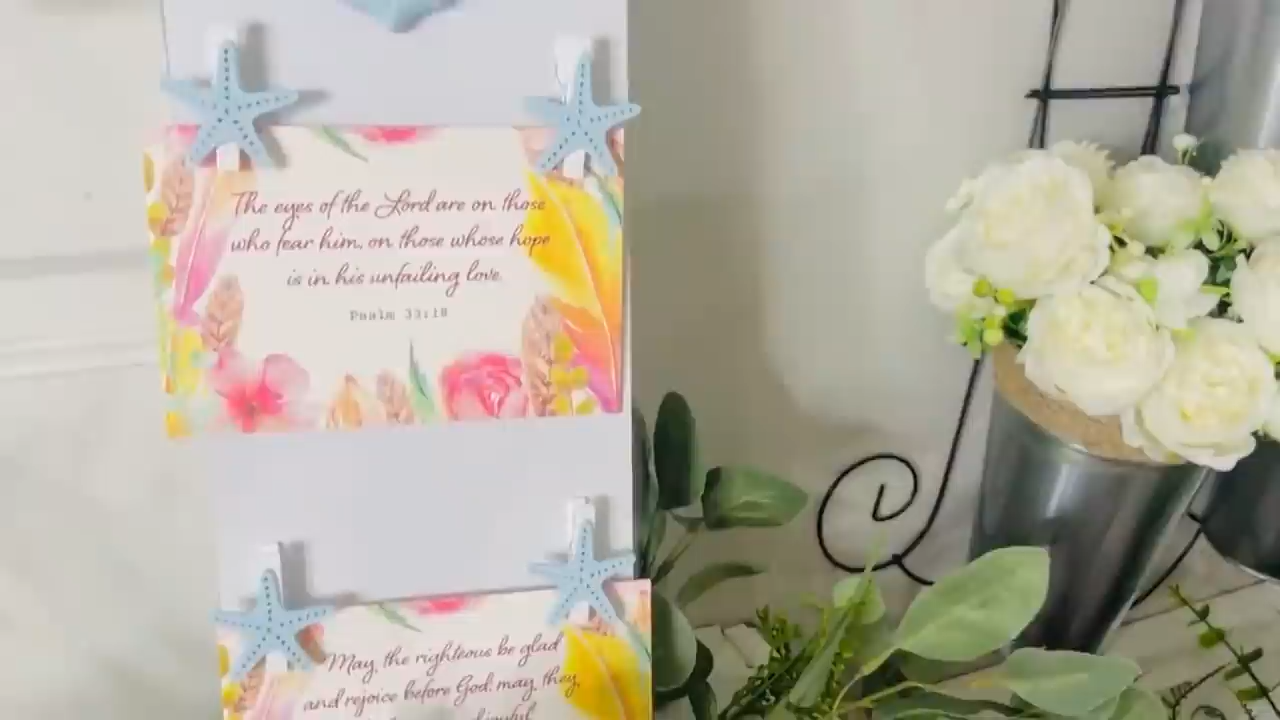 The eyes of the Lord are on those
who fear him, on those whose hope
is in his unfailing love.
Psalm 33:18
May the righteous be glad
and rejoice before God; may they
joyful